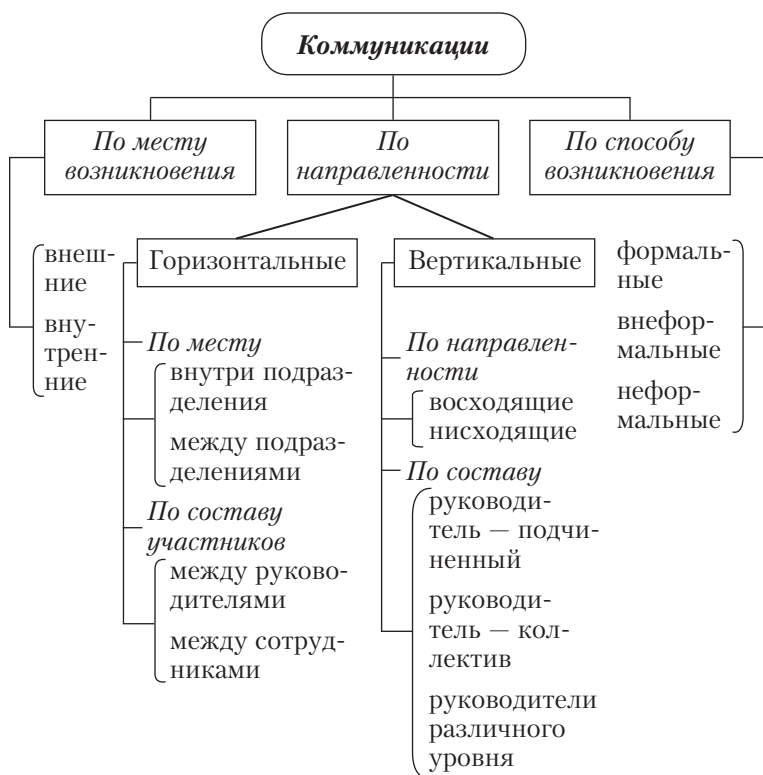 Коммуникации
По месту
возникновения
По
направленности
По способу
возникновения
внеш-
ние
вну-
трен-
ние
Горизонтальные
По месту
внутри подраз-
деления
между подраз-
делениями
По составу
участников
между руково-
дителями
между сотруд-
никами
Вертикальные
По направлен-
ности
восходящие
нисходящие
По составу
руководи-
тель — подчи-
ненный
руководи-
тель — кол-
лектив
руководители
различного
уровня
формаль-
ные
внефор-
мальные
нефор-
мальные